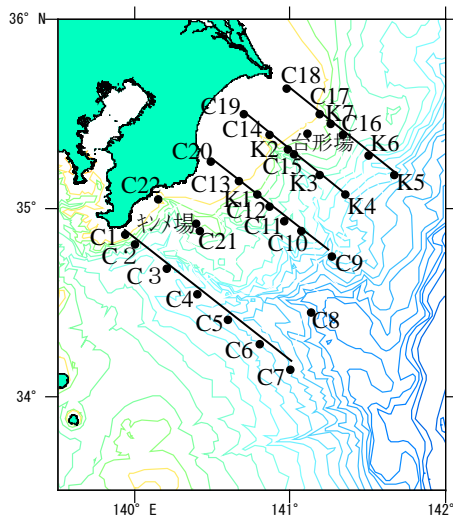 36° N
C18
C17
C19
K7
C14
C16
K2
台形場
K6
C20
C15
C13
K3
K5
C22
K1
K4
C12
35°
ｷﾝﾒ場
C1
C21
C11
C２
C10
C３
C9
C4
C5
C8
C6
C7
34°
140° E
141°
142°